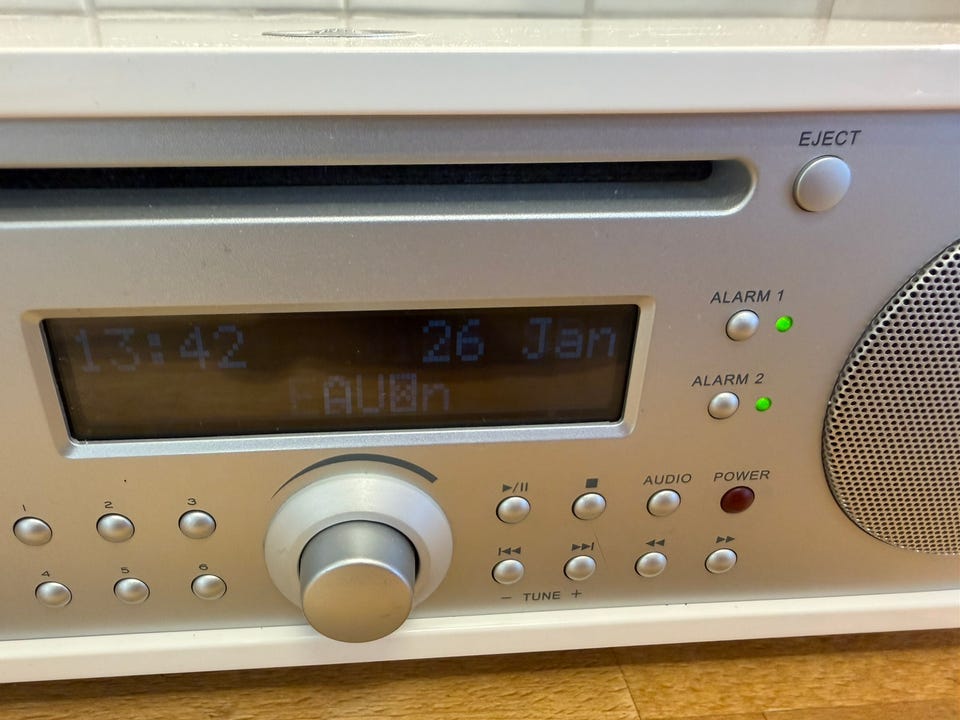 EJECT
ALARM 1
13:42 26 Jan
ALARM 2
AUDIO POWER
1 2 3
4 5 6
− TUNE +